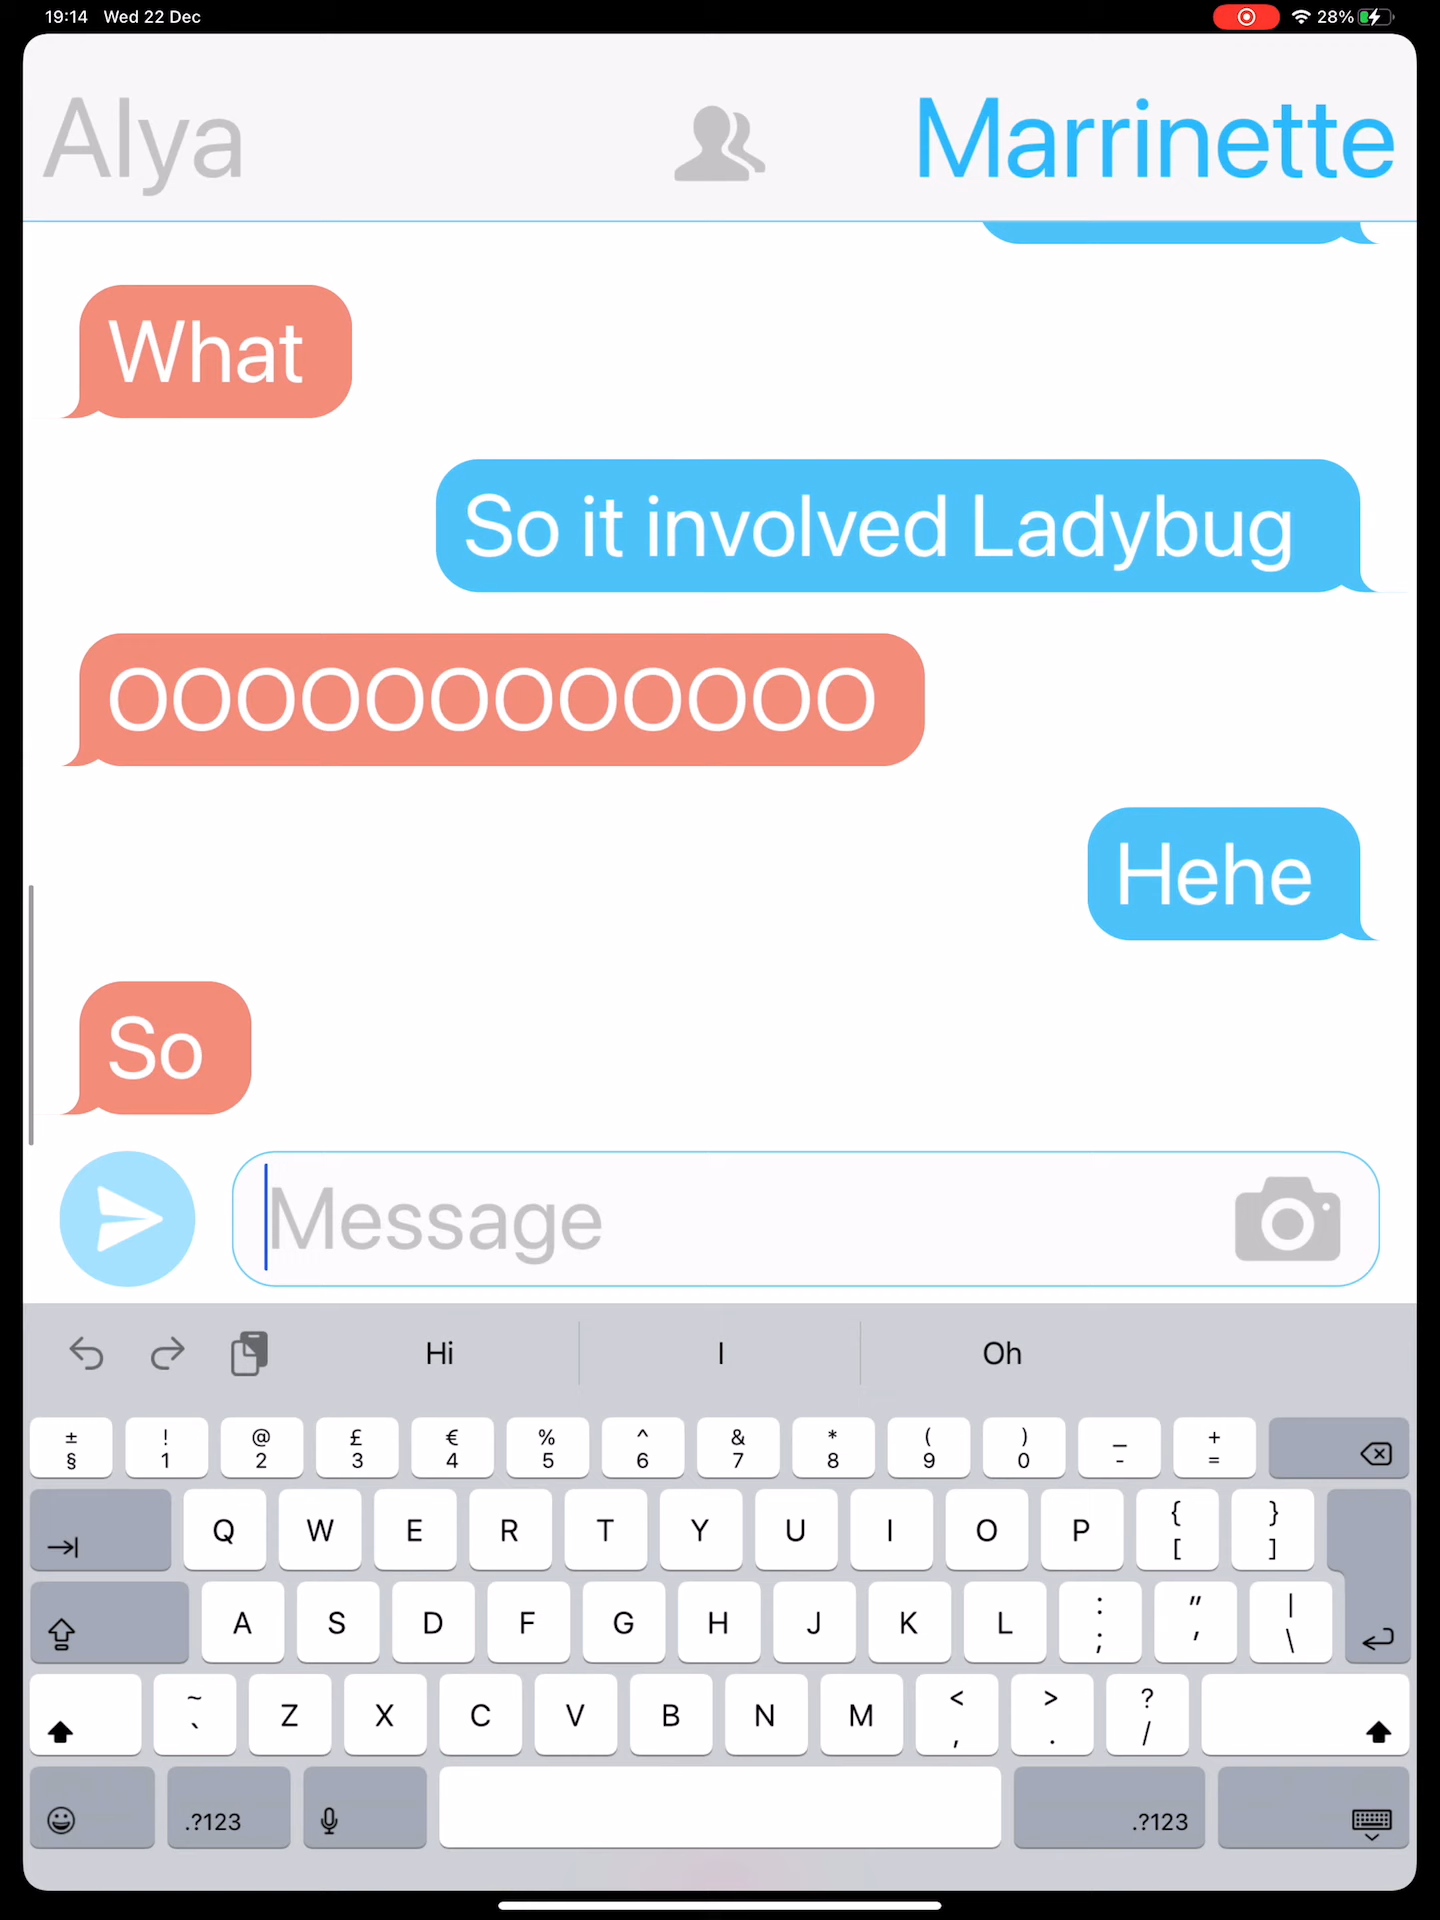 19:14 Wed 22 Dec 28%
Alya Marrinette
What
So it involved Ladybug
OOOOOOOOOOOO
Hehe
So
Message
Hi I Oh
± ! @ £ € % ^ & * ( ) _ +
§ 1 2 3 4 5 6 7 8 9 0 - =
Q W E R T Y U I O P { }
[ ]
A S D F G H J K L : " |
; ' \
~ Z X C V B N M < > ?
` , . /
.?123 .?123